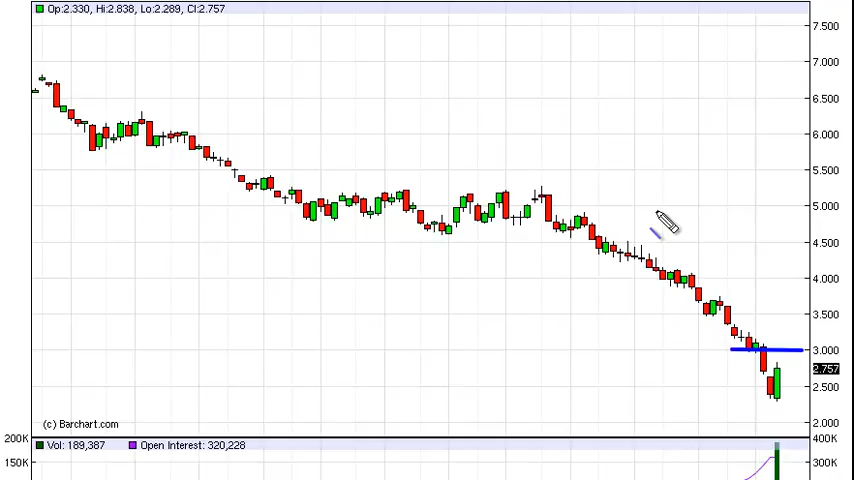 Op:2.330, Hi:2.838, Lo:2.289, Cl:2.757
7.500
7.000
6.500
6.000
5.500
5.000
4.500
4.000
3.500
3.000
2.757
2.500
2.000
(c) Barchart.com
200K
Vol: 189,387
Open Interest: 320,228
400K
150K
300K